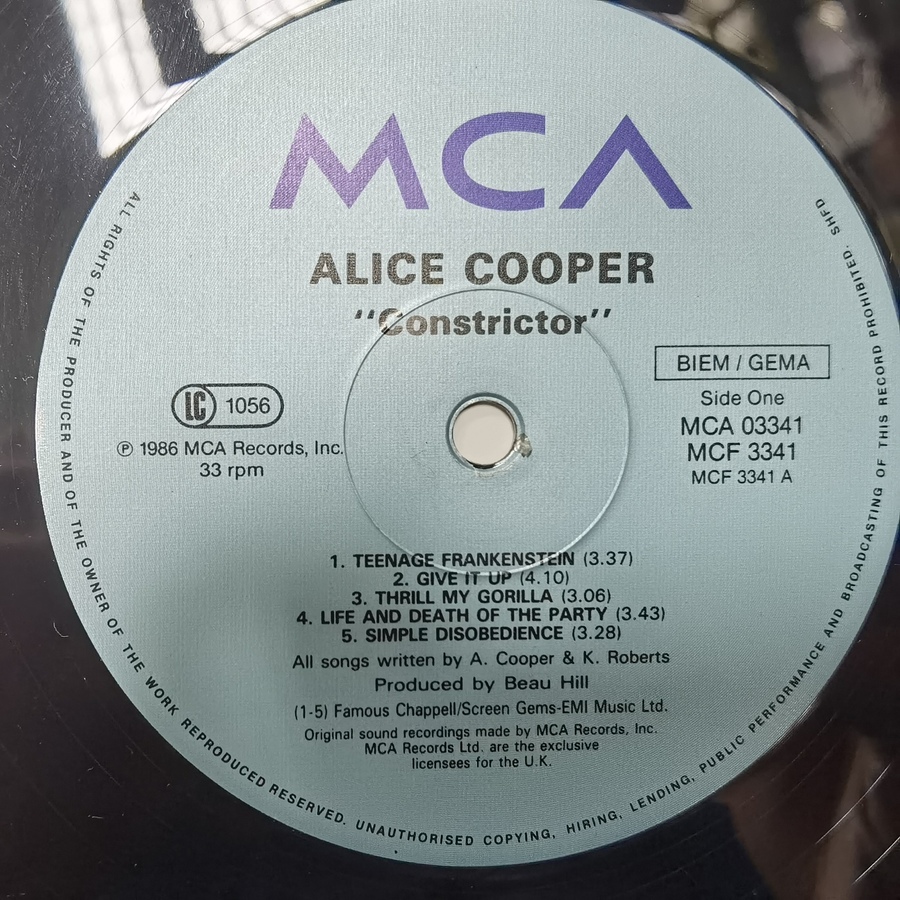 MCA
ALICE COOPER
"Constrictor"
BIEM / GEMA
Side One
MCA 03341
MCF 3341
MCF 3341 A
LC 1056
Ⓟ 1986 MCA Records, Inc.
33 rpm
1. TEENAGE FRANKENSTEIN (3.37)
2. GIVE IT UP (4.10)
3. THRILL MY GORILLA (3.06)
4. LIFE AND DEATH OF THE PARTY (3.43)
5. SIMPLE DISOBEDIENCE (3.28)
All songs written by A. Cooper & K. Roberts
Produced by Beau Hill
(1-5) Famous Chappell/Screen Gems-EMI Music Ltd.
Original sound recordings made by MCA Records, Inc.
MCA Records Ltd. are the exclusive
licensees for the U.K.
ALL RIGHTS OF THE PRODUCER AND OF THE OWNER OF THE WORK REPRODUCED RESERVED. UNAUTHORISED COPYING, HIRING, LENDING, PUBLIC PERFORMANCE AND BROADCASTING OF THIS RECORD PROHIBITED. SHFD